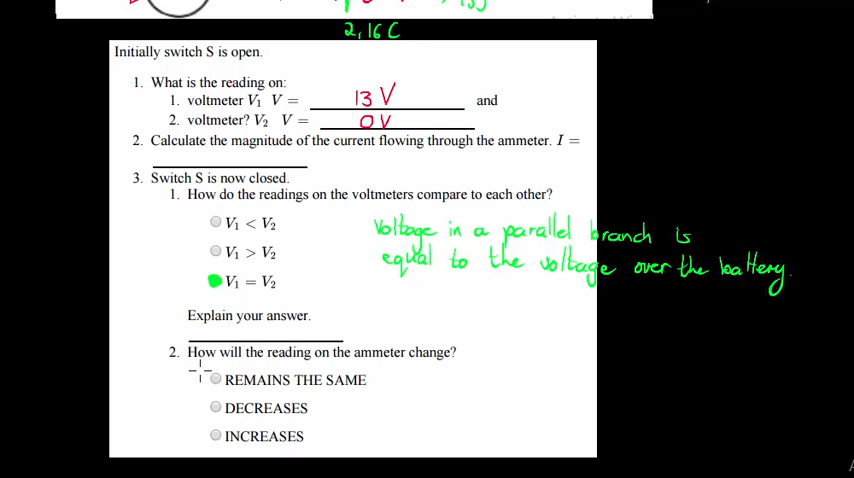 2,16 C
Initially switch S is open.
1. What is the reading on:
1. voltmeter V₁ V = 13 V and
2. voltmeter? V₂ V = 0 V
2. Calculate the magnitude of the current flowing through the ammeter. I =
3. Switch S is now closed.
1. How do the readings on the voltmeters compare to each other?
V₁ < V₂
V₁ > V₂
V₁ = V₂
Voltage in a parallel branch is
equal to the voltage over the battery.
Explain your answer.
2. How will the reading on the ammeter change?
REMAINS THE SAME
DECREASES
INCREASES